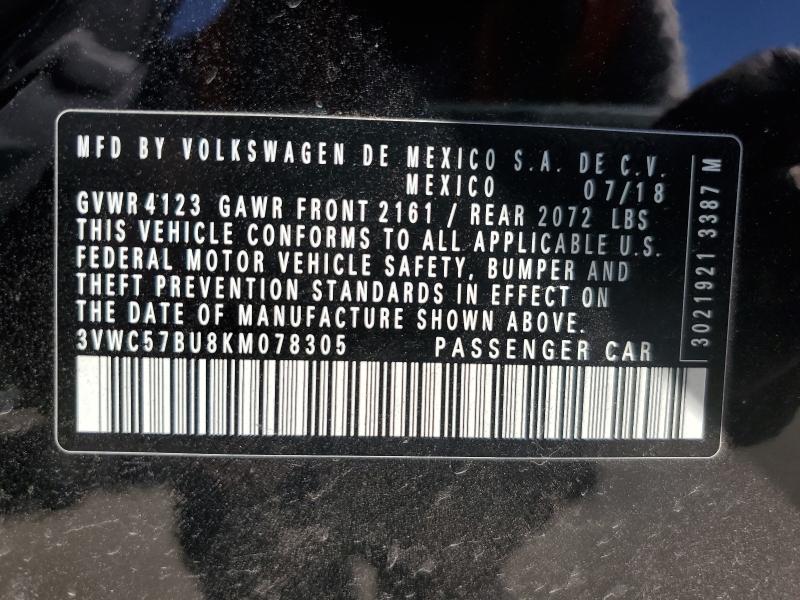 MFD BY VOLKSWAGEN DE MEXICO S.A. DE C.V.
MEXICO 07/18
GVWR 4123 GAWR FRONT 2161 / REAR 2072 LBS
THIS VEHICLE CONFORMS TO ALL APPLICABLE U.S.
FEDERAL MOTOR VEHICLE SAFETY, BUMPER AND
THEFT PREVENTION STANDARDS IN EFFECT ON
THE DATE OF MANUFACTURE SHOWN ABOVE.
3VWC57BU8KM078305 PASSENGER CAR
3021921 3387 M